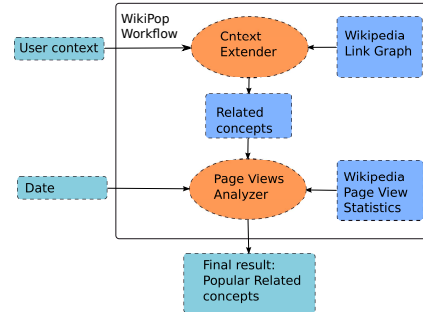 WikiPop
Workflow
User context
Cntext
Extender
Wikipedia
Link Graph
Related
concepts
Date
Page Views
Analyzer
Wikipedia
Page View
Statistics
Final result:
Popular Related
concepts